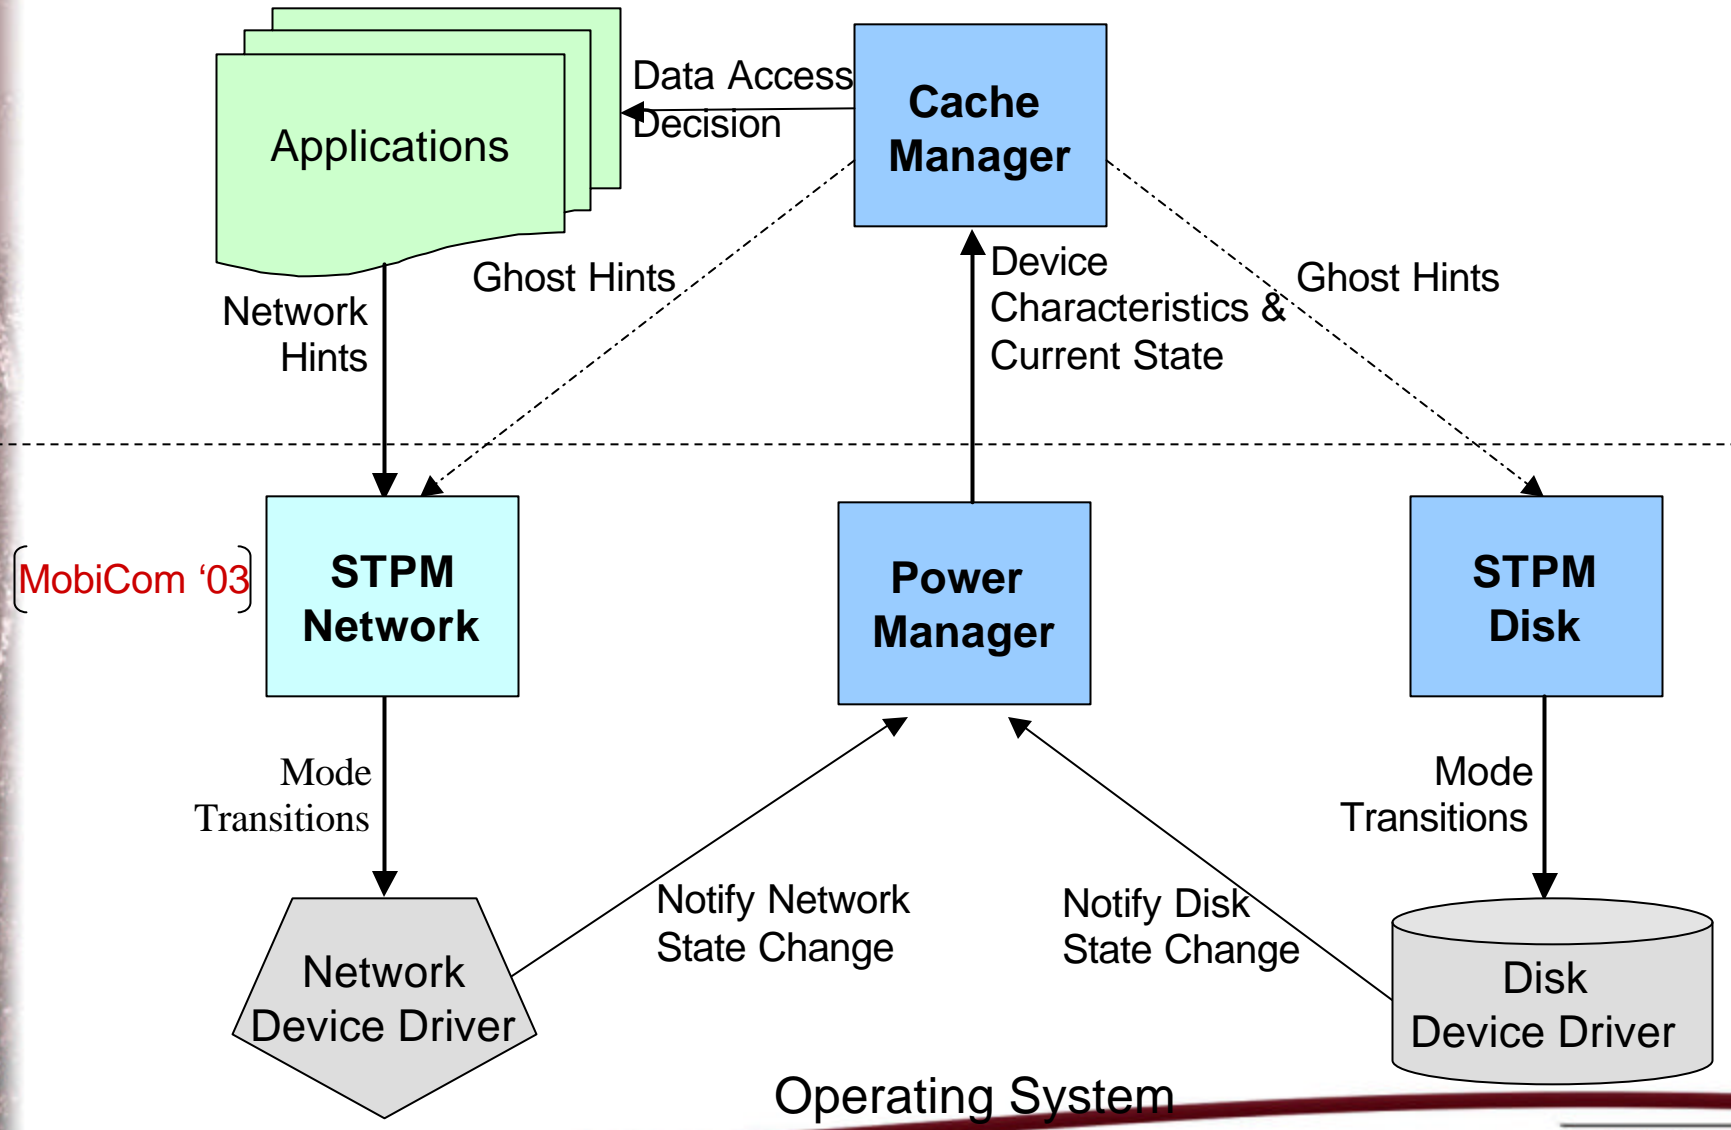 Data Access
Decision
Cache
Manager
Applications
Ghost Hints
Device
Characteristics &
Current State
Ghost Hints
Network
Hints
[MobiCom ‘03]
STPM
Network
Power
Manager
STPM
Disk
Mode
Transitions
Mode
Transitions
Notify Network
State Change
Notify Disk
State Change
Network
Device Driver
Disk
Device Driver
Operating System